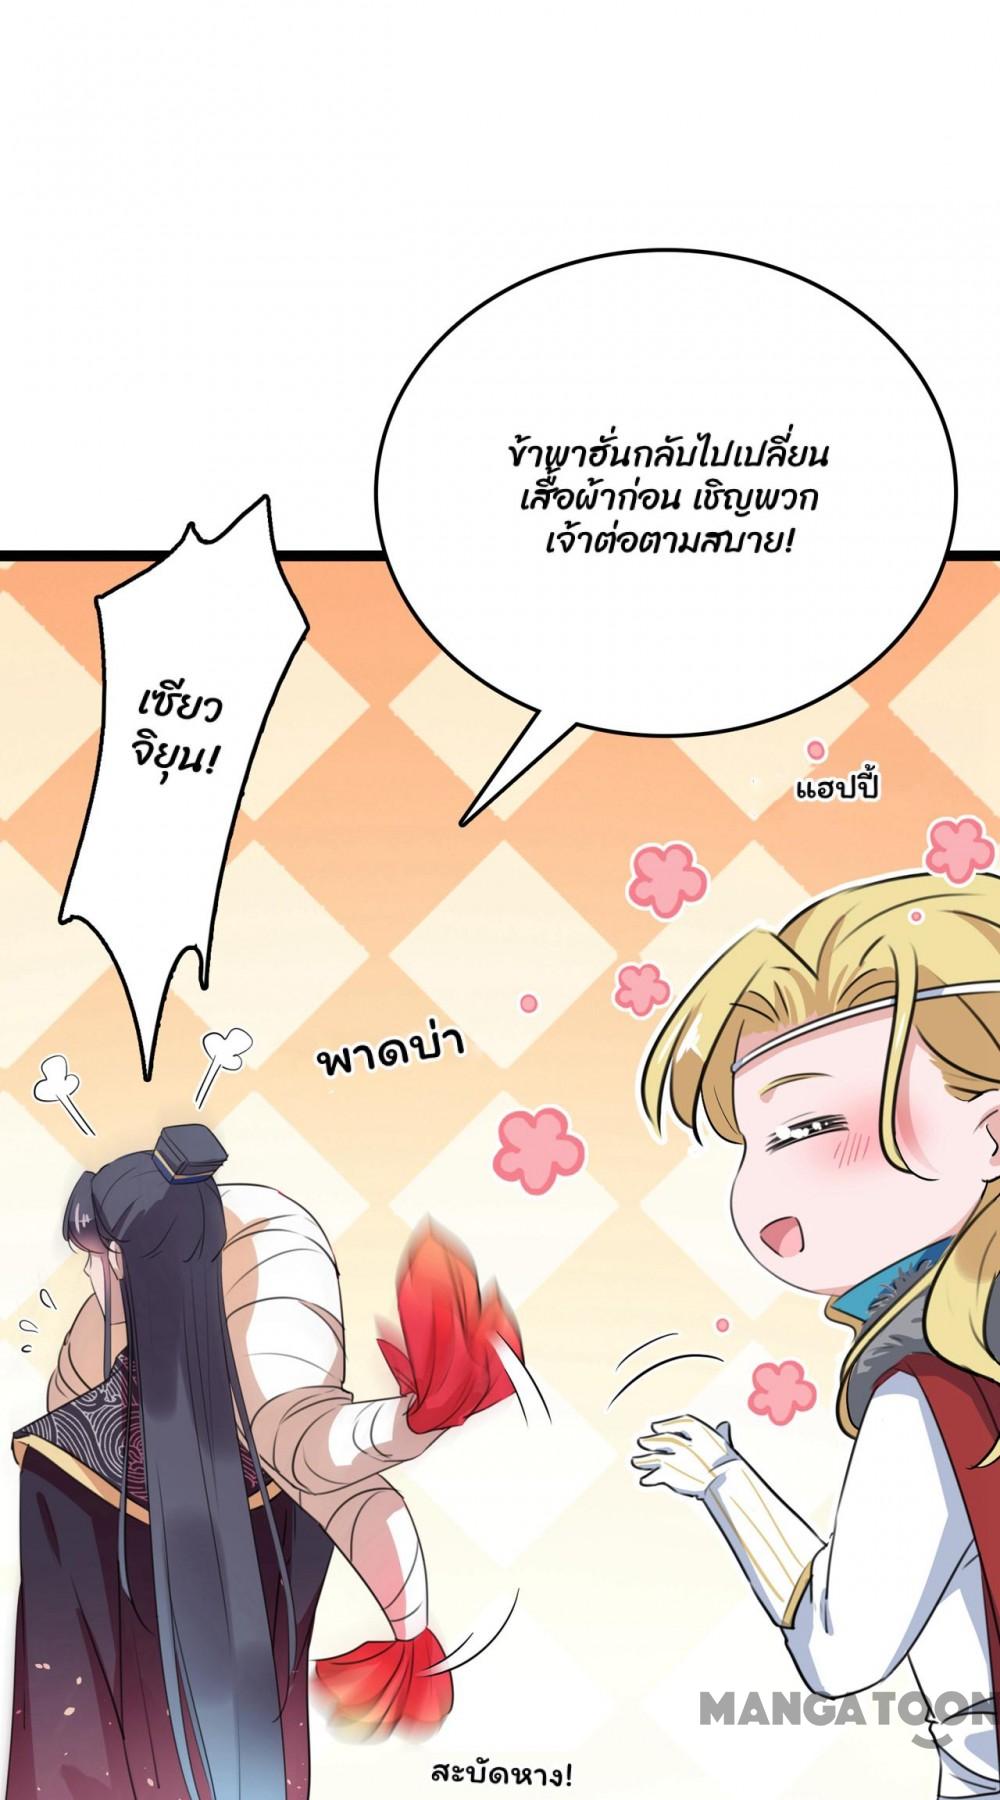 ข้าพาฮั่นกลับไปเปลี่ยน
เสื้อผ้าก่อน เชิญพวก
เจ้าต่อตามสบาย!
เซียว
จิยุน!
แฮปปี้
พาดบ่า
สะบัดหาง!
MANGATOON